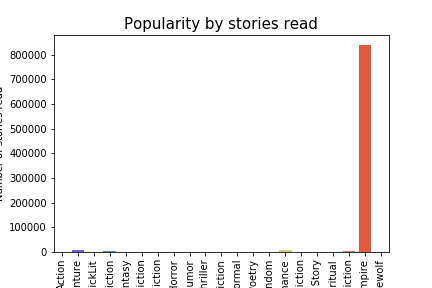 Popularity by stories read
800000
700000
600000
500000
400000
300000
200000
100000
0
Number of stories read
Action
nture
ickLit
iction
ntasy
iction
iction
Horror
umor
hriller
iction
ormal
oetry
ndom
nance
iction
Story
ritual
iction
mpire
ewolf